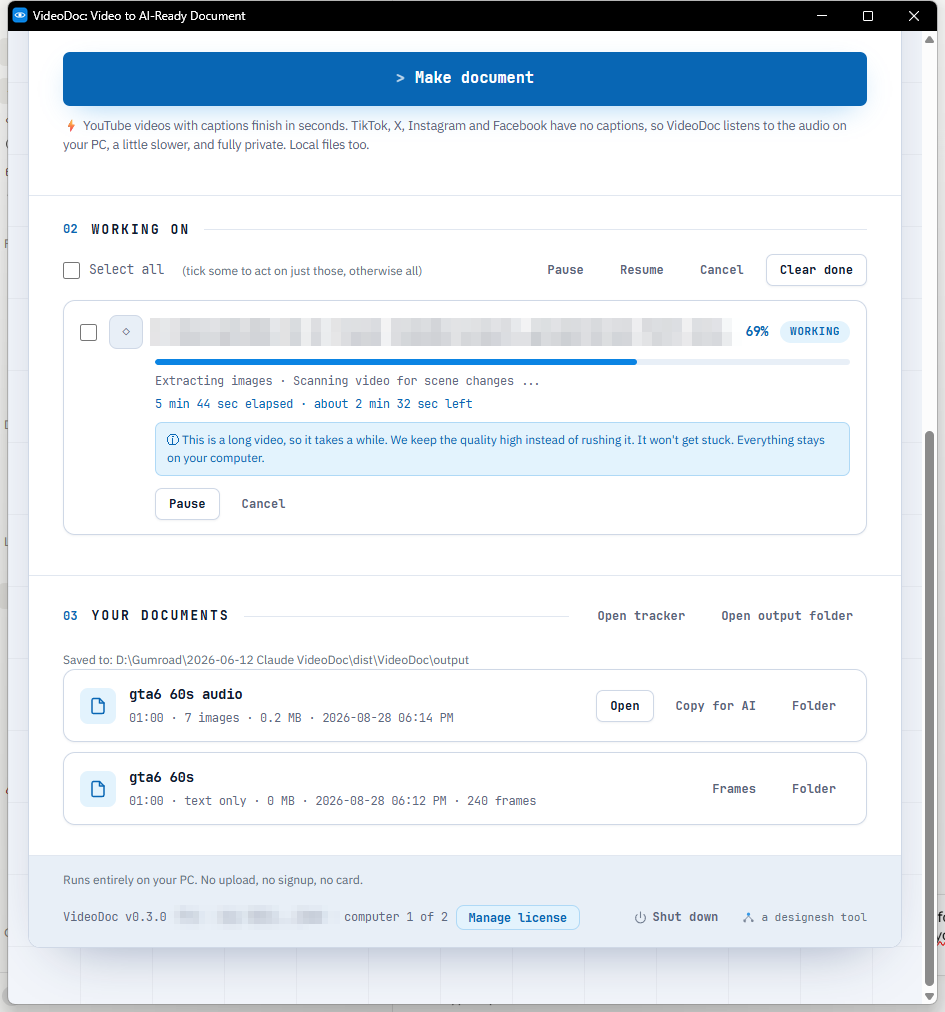 VideoDoc: Video to AI-Ready Document
> Make document
YouTube videos with captions finish in seconds. TikTok, X, Instagram and Facebook have no captions, so VideoDoc listens to the audio on
your PC, a little slower, and fully private. Local files too.
02 WORKING ON
Select all (tick some to act on just those, otherwise all) Pause Resume Cancel Clear done
69% WORKING
Extracting images · Scanning video for scene changes ...
5 min 44 sec elapsed · about 2 min 32 sec left
This is a long video, so it takes a while. We keep the quality high instead of rushing it. It won't get stuck. Everything stays
on your computer.
Pause Cancel
03 YOUR DOCUMENTS Open tracker Open output folder
Saved to: D:\Gumroad\2026-06-12 Claude VideoDoc\dist\VideoDoc\output
gta6 60s audio
01:00 · 7 images · 0.2 MB · 2026-08-28 06:14 PM
Open Copy for AI Folder
gta6 60s
01:00 · text only · 0 MB · 2026-08-28 06:12 PM · 240 frames
Frames Folder
Runs entirely on your PC. No upload, no signup, no card.
VideoDoc v0.3.0 computer 1 of 2 Manage license Shut down a designesh tool